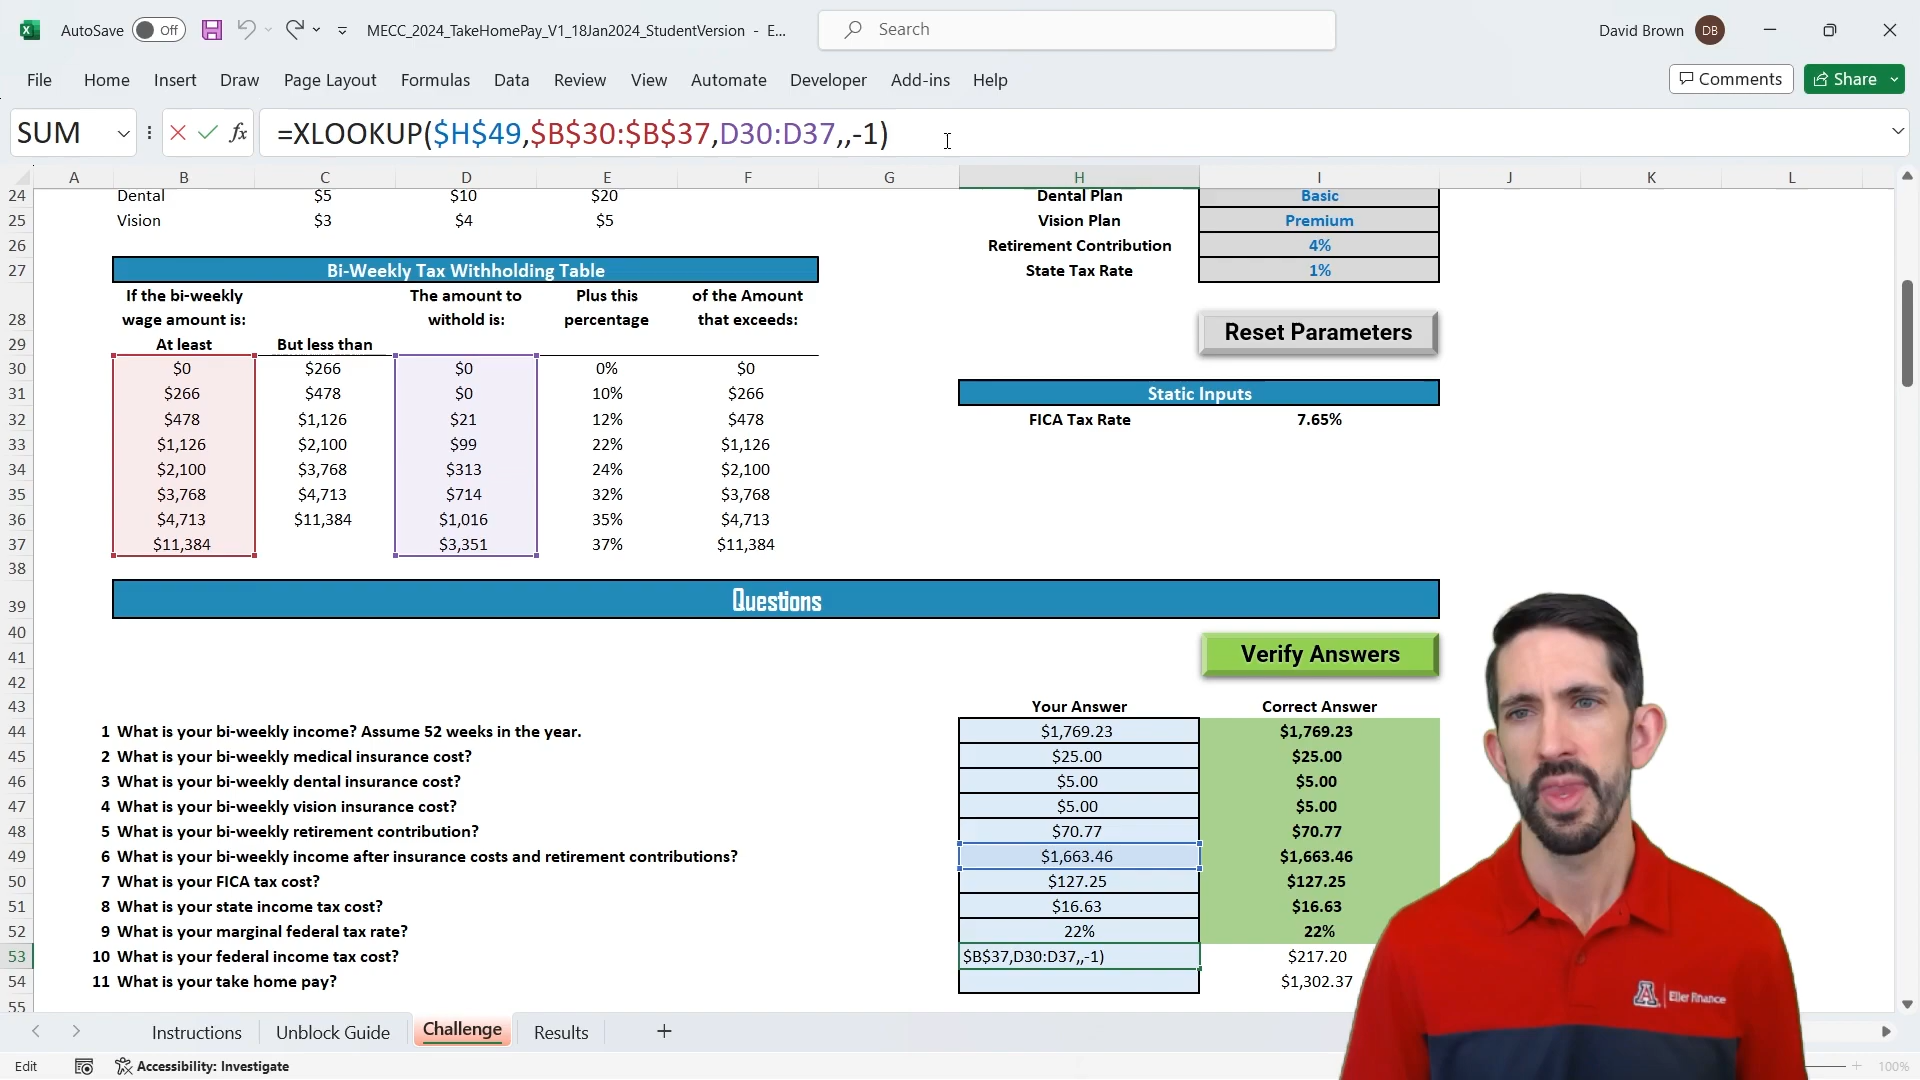 AutoSave Off MECC_2024_TakeHomePay_V1_18Jan2024_StudentVersion - E... Search David Brown DB
File Home Insert Draw Page Layout Formulas Data Review View Automate Developer Add-ins Help Comments Share
SUM fx =XLOOKUP($H$49,$B$30:$B$37,D30:D37,,-1)
A B C D E F G H I J K L
24 Dental $5 $10 $20 Dental Plan Basic
25 Vision $3 $4 $5 Vision Plan Premium
26 Retirement Contribution 4%
27 Bi-Weekly Tax Withholding Table State Tax Rate 1%
If the bi-weekly The amount to Plus this of the Amount
28 wage amount is: withold is: percentage that exceeds: Reset Parameters
29 At least But less than
30 $0 $266 $0 0% $0
31 $266 $478 $0 10% $266 Static Inputs
32 $478 $1,126 $21 12% $478 FICA Tax Rate 7.65%
33 $1,126 $2,100 $99 22% $1,126
34 $2,100 $3,768 $313 24% $2,100
35 $3,768 $4,713 $714 32% $3,768
36 $4,713 $11,384 $1,016 35% $4,713
37 $11,384 $3,351 37% $11,384
38
39 Questions
40
41 Verify Answers
42
43 Your Answer Correct Answer
44 1 What is your bi-weekly income? Assume 52 weeks in the year. $1,769.23 $1,769.23
45 2 What is your bi-weekly medical insurance cost? $25.00 $25.00
46 3 What is your bi-weekly dental insurance cost? $5.00 $5.00
47 4 What is your bi-weekly vision insurance cost? $5.00 $5.00
48 5 What is your bi-weekly retirement contribution? $70.77 $70.77
49 6 What is your bi-weekly income after insurance costs and retirement contributions? $1,663.46 $1,663.46
50 7 What is your FICA tax cost? $127.25 $127.25
51 8 What is your state income tax cost? $16.63 $16.63
52 9 What is your marginal federal tax rate? 22% 22%
53 10 What is your federal income tax cost? $B$37,D30:D37,,-1) $217.20
54 11 What is your take home pay? $1,302.37
55
A Eller Finance
Instructions Unblock Guide Challenge Results
Edit Accessibility: Investigate 100%